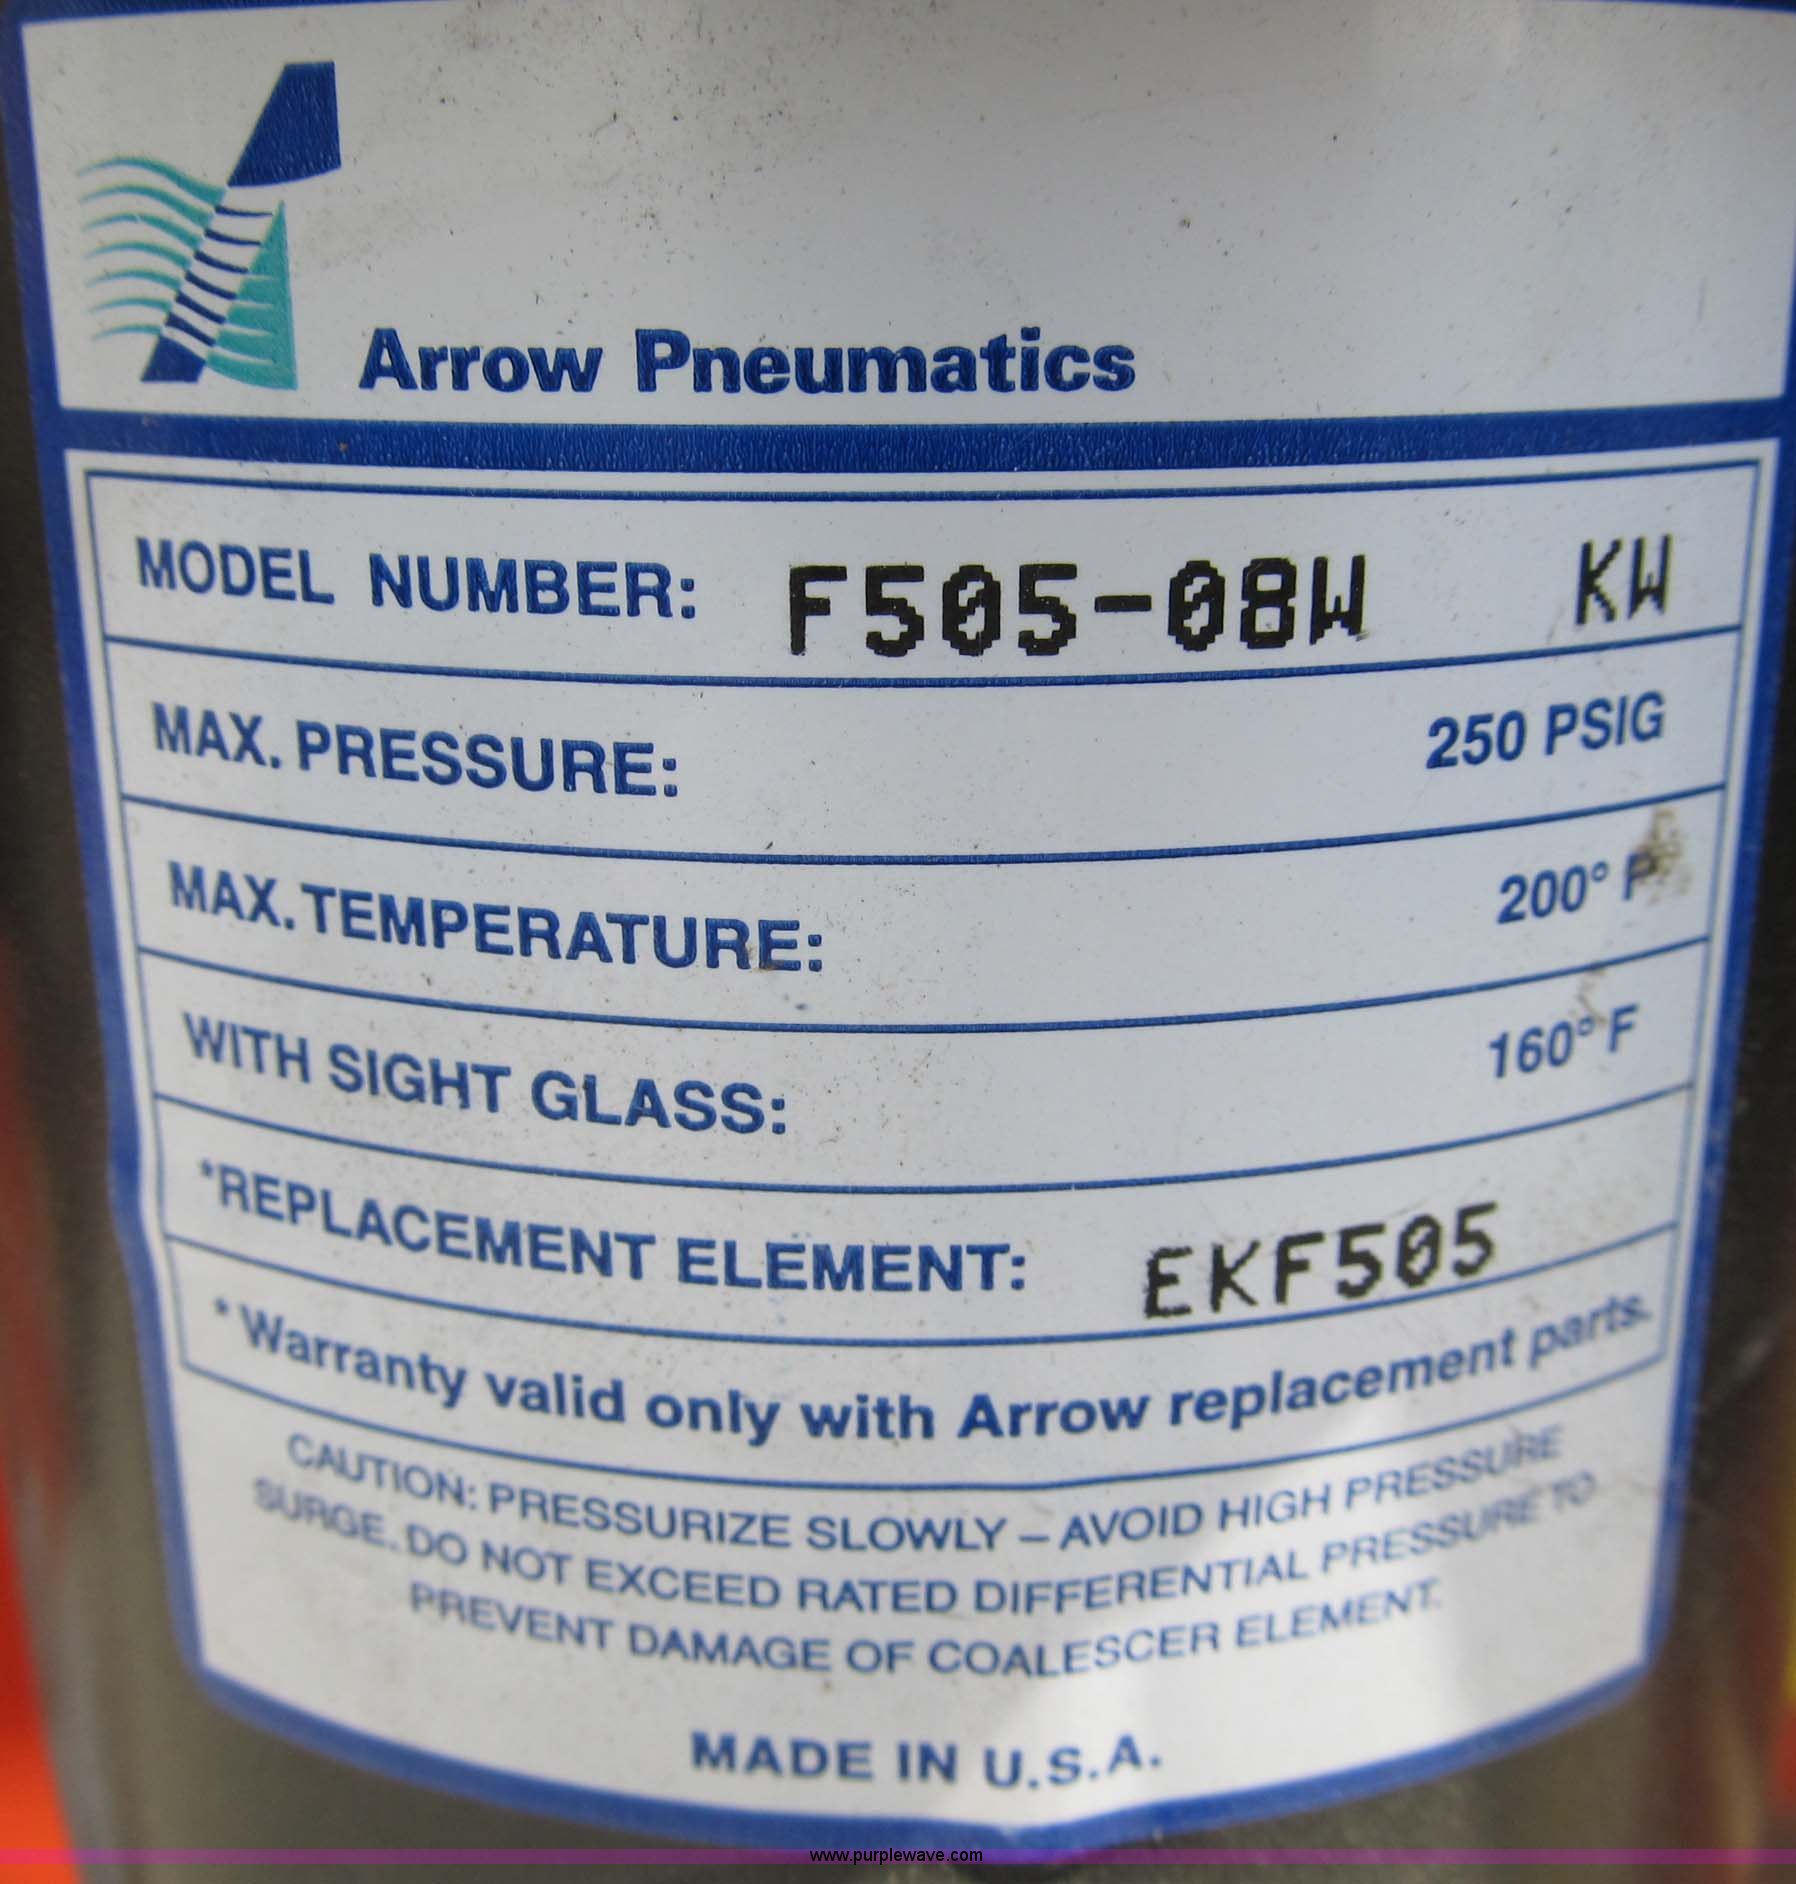 Arrow Pneumatics
MODEL NUMBER: F505-08W KW
MAX. PRESSURE: 250 PSIG
MAX. TEMPERATURE: 200° F
WITH SIGHT GLASS: 160° F
*REPLACEMENT ELEMENT: EKF505
* Warranty valid only with Arrow replacement parts.
CAUTION: PRESSURIZE SLOWLY – AVOID HIGH PRESSURE
SURGE. DO NOT EXCEED RATED DIFFERENTIAL PRESSURE TO
PREVENT DAMAGE OF COALESCER ELEMENT.
MADE IN U.S.A.
www.purplewave.com